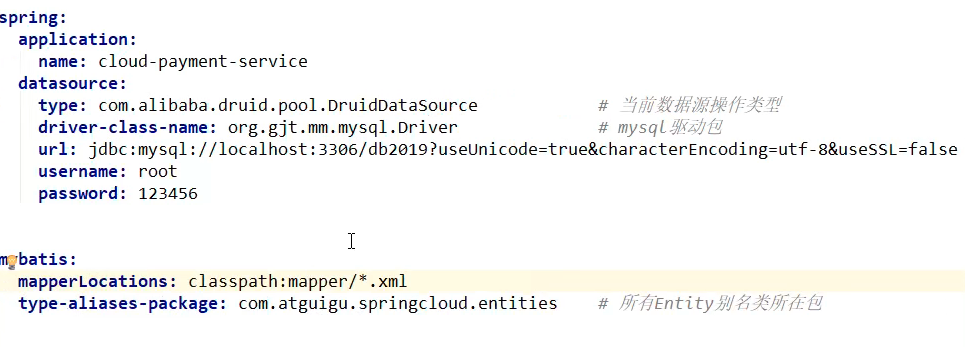 spring:
  application:
    name: cloud-payment-service
  datasource:
    type: com.alibaba.druid.pool.DruidDataSource            # 当前数据源操作类型
    driver-class-name: org.gjt.mm.mysql.Driver              # mysql驱动包
    url: jdbc:mysql://localhost:3306/db2019?useUnicode=true&characterEncoding=utf-8&useSSL=false
    username: root
    password: 123456
mybatis:
  mapperLocations: classpath:mapper/*.xml
  type-aliases-package: com.atguigu.springcloud.entities    # 所有Entity别名类所在包